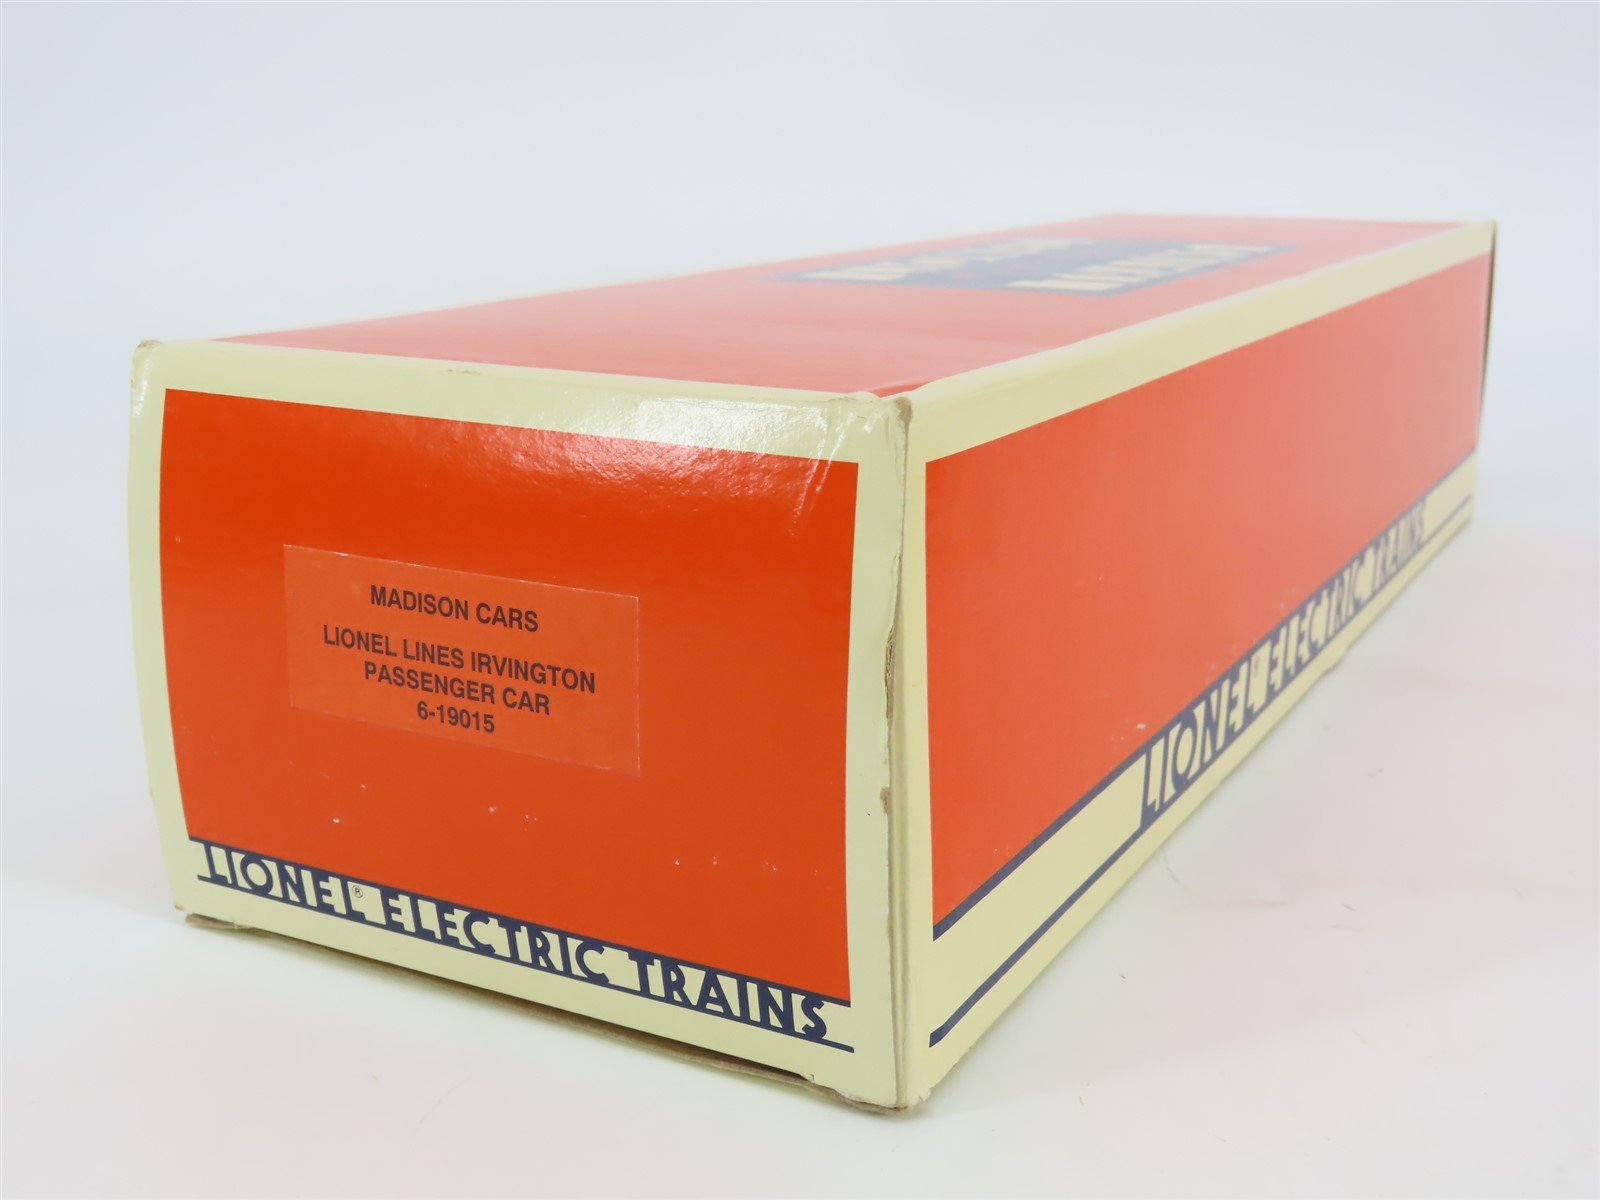 MADISON CARS
LIONEL LINES IRVINGTON
PASSENGER CAR
6-19015
LIONEL® ELECTRIC TRAINS
LIONEL® ELECTRIC TRAINS